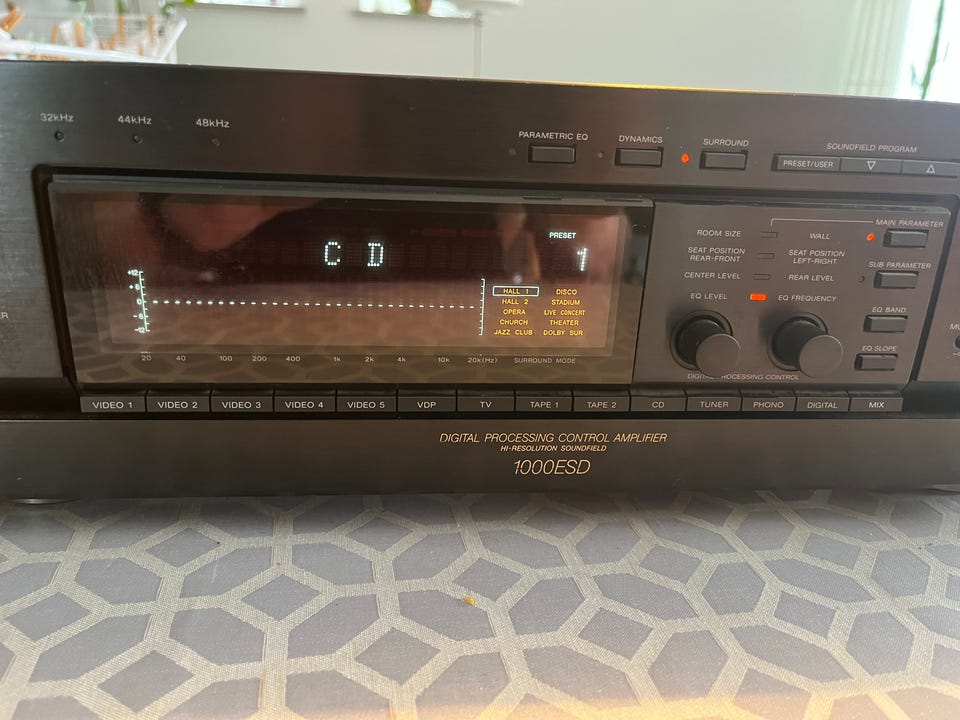 32kHz 44kHz 48kHz
PARAMETRIC EQ DYNAMICS SURROUND
SOUNDFIELD PROGRAM
PRESET/USER
C D
PRESET
1
+12
+6
0
-6
-12
HALL 1 DISCO
HALL 2 STADIUM
OPERA LIVE CONCERT
CHURCH THEATER
JAZZ CLUB DOLBY SUR
20 40 100 200 400 1k 2k 4k 10k 20k(Hz) SURROUND MODE
MAIN PARAMETER
ROOM SIZE WALL
SEAT POSITION REAR-FRONT
SEAT POSITION LEFT-RIGHT
SUB PARAMETER
CENTER LEVEL REAR LEVEL
EQ LEVEL EQ FREQUENCY
EQ BAND
EQ SLOPE
DIGITAL PROCESSING CONTROL
VIDEO 1 VIDEO 2 VIDEO 3 VIDEO 4 VIDEO 5 VDP TV TAPE 1 TAPE 2 CD TUNER PHONO DIGITAL MIX
DIGITAL PROCESSING CONTROL AMPLIFIER
HI-RESOLUTION SOUNDFIELD
1000ESD